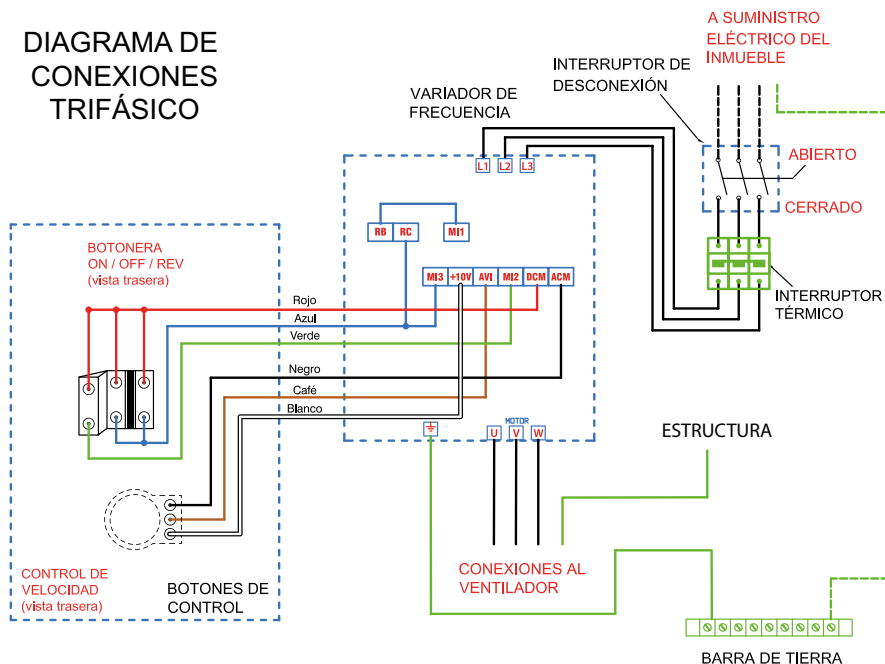 DIAGRAMA DE
CONEXIONES
TRIFÁSICO
A SUMINISTRO
ELÉCTRICO DEL
INMUEBLE
INTERRUPTOR DE
DESCONEXIÓN
VARIADOR DE
FRECUENCIA
ABIERTO
CERRADO
L1 L2 L3
RB RC MI1
MI3 +10V AVI MI2 DCM ACM
BOTONERA
ON / OFF / REV
(vista trasera)
Rojo
Azul
Verde
Negro
Café
Blanco
INTERRUPTOR
TÉRMICO
MOTOR
U V W
ESTRUCTURA
CONEXIONES AL
VENTILADOR
CONTROL DE
VELOCIDAD
(vista trasera)
BOTONES DE
CONTROL
BARRA DE TIERRA